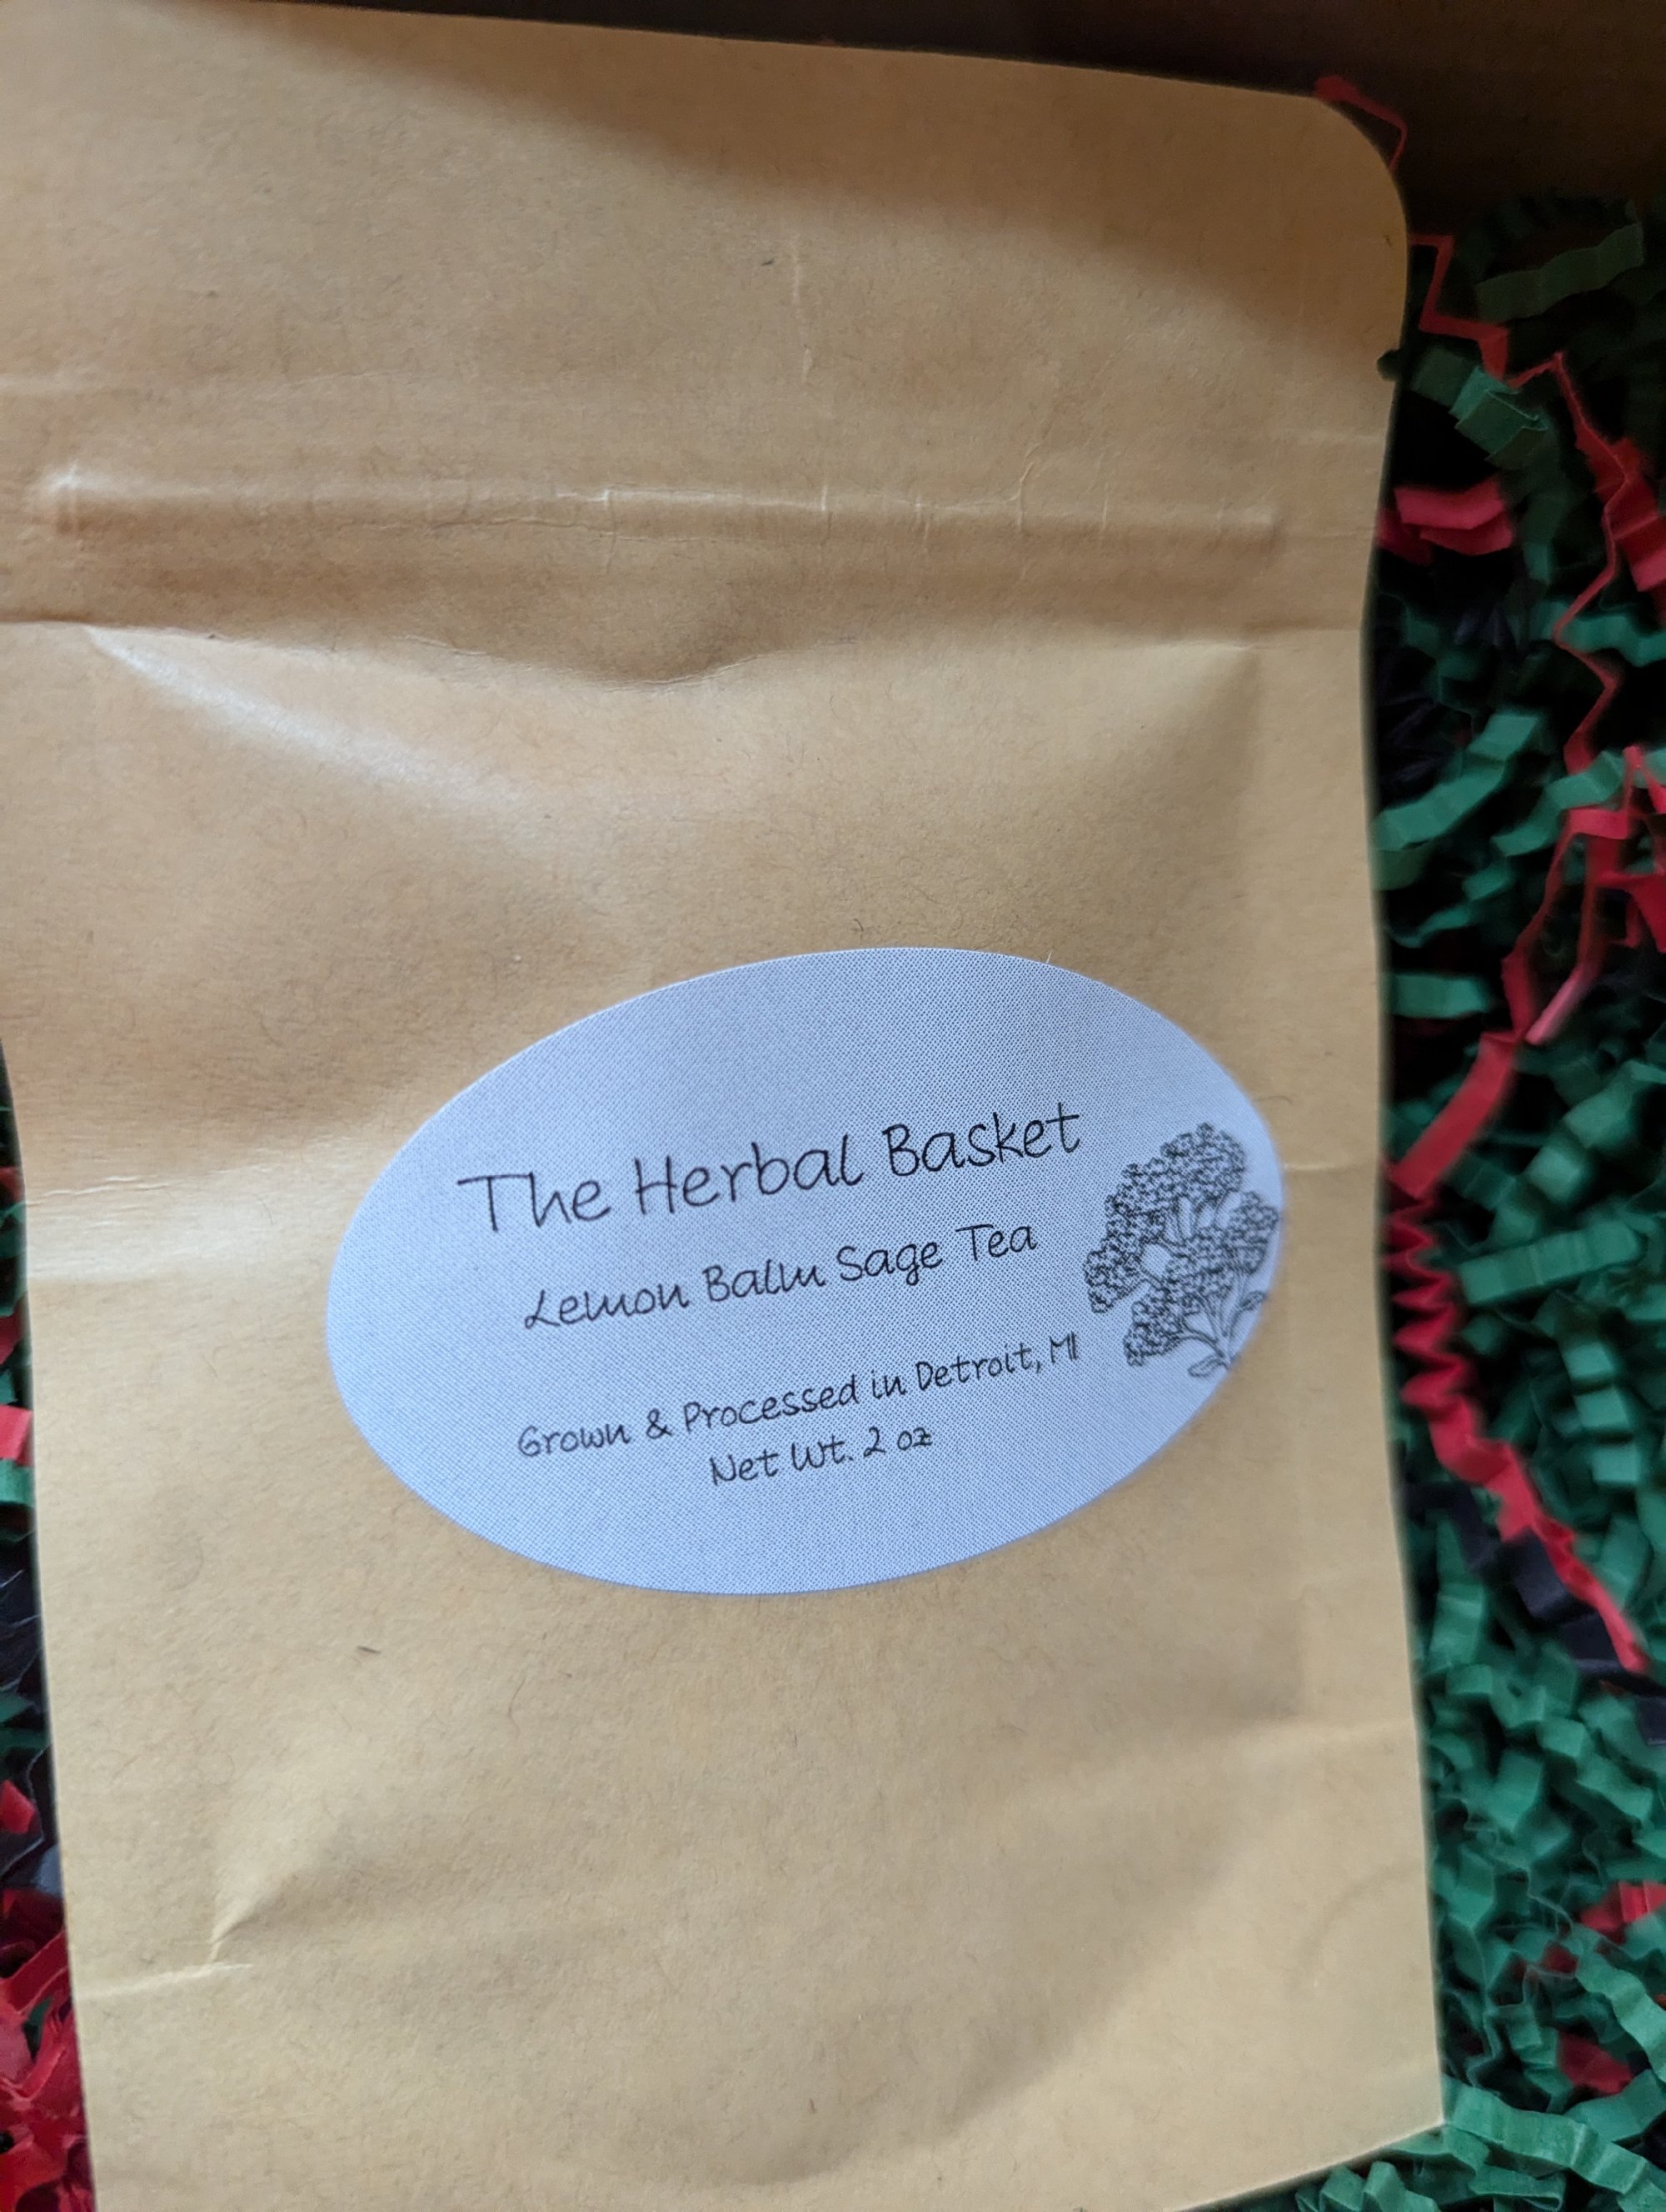 The Herbal Basket
Lemon Balm Sage Tea
Grown & Processed in Detroit, MI
Net Wt. 2 oz